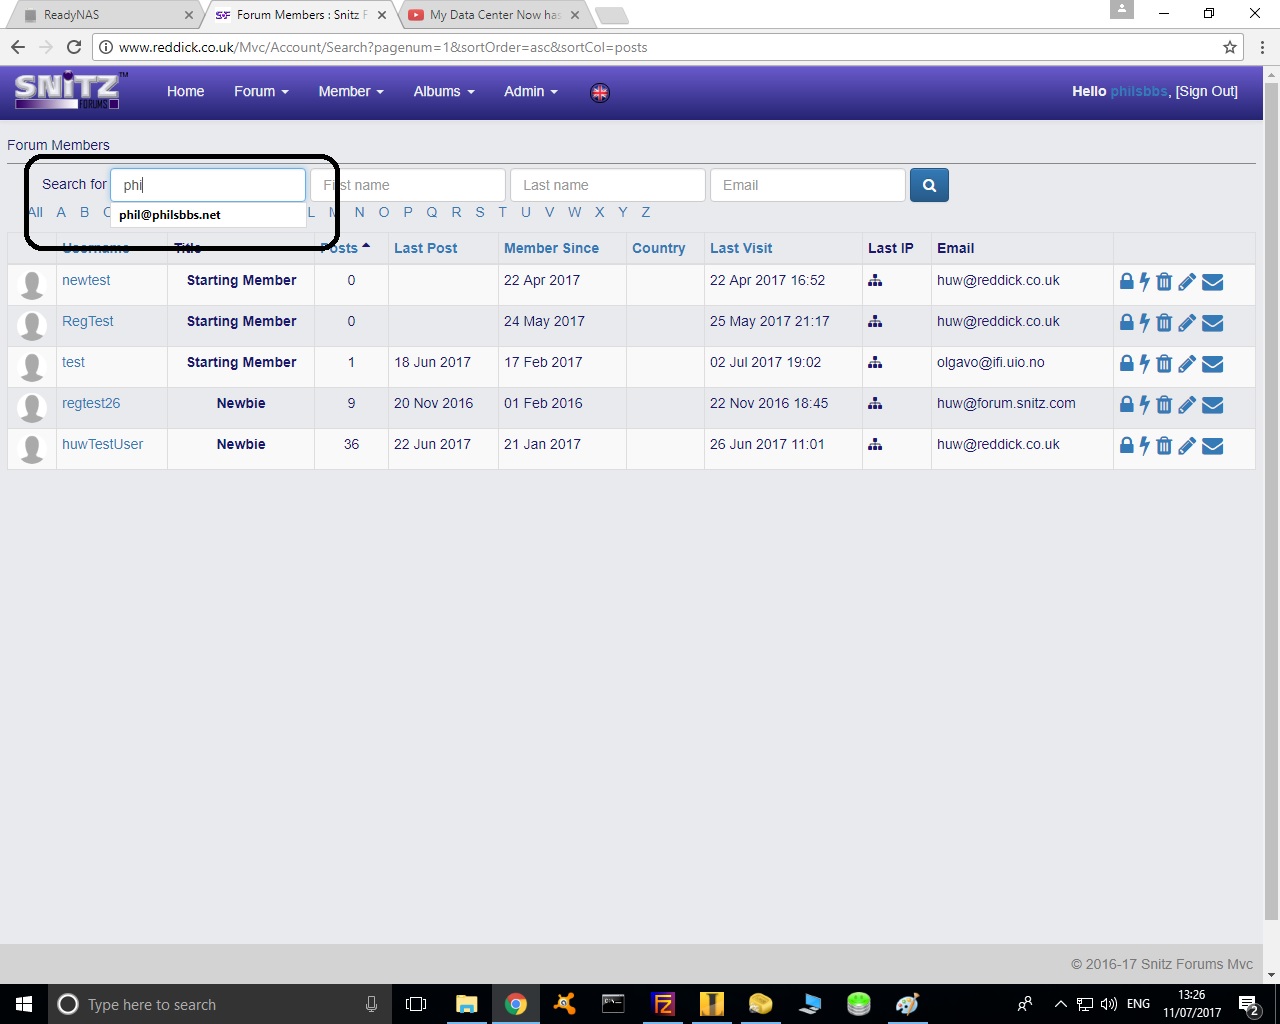 ReadyNAS
Forum Members : Snitz F
My Data Center Now has
www.reddick.co.uk/Mvc/Account/Search?pagenum=1&sortOrder=asc&sortCol=posts
SNiTZ™ FORUMS
Home Forum Member Albums Admin
Hello philsbbs, [Sign Out]
Forum Members
Search for phi First name Last name Email
phil@philsbbs.net
All A B C L M N O P Q R S T U V W X Y Z
Username Title Posts Last Post Member Since Country Last Visit Last IP Email
newtest Starting Member 0 22 Apr 2017 22 Apr 2017 16:52 huw@reddick.co.uk
RegTest Starting Member 0 24 May 2017 25 May 2017 21:17 huw@reddick.co.uk
test Starting Member 1 18 Jun 2017 17 Feb 2017 02 Jul 2017 19:02 olgavo@ifi.uio.no
regtest26 Newbie 9 20 Nov 2016 01 Feb 2016 22 Nov 2016 18:45 huw@forum.snitz.com
huwTestUser Newbie 36 22 Jun 2017 21 Jan 2017 26 Jun 2017 11:01 huw@reddick.co.uk
© 2016-17 Snitz Forums Mvc
Type here to search
ENG
13:26
11/07/2017
2